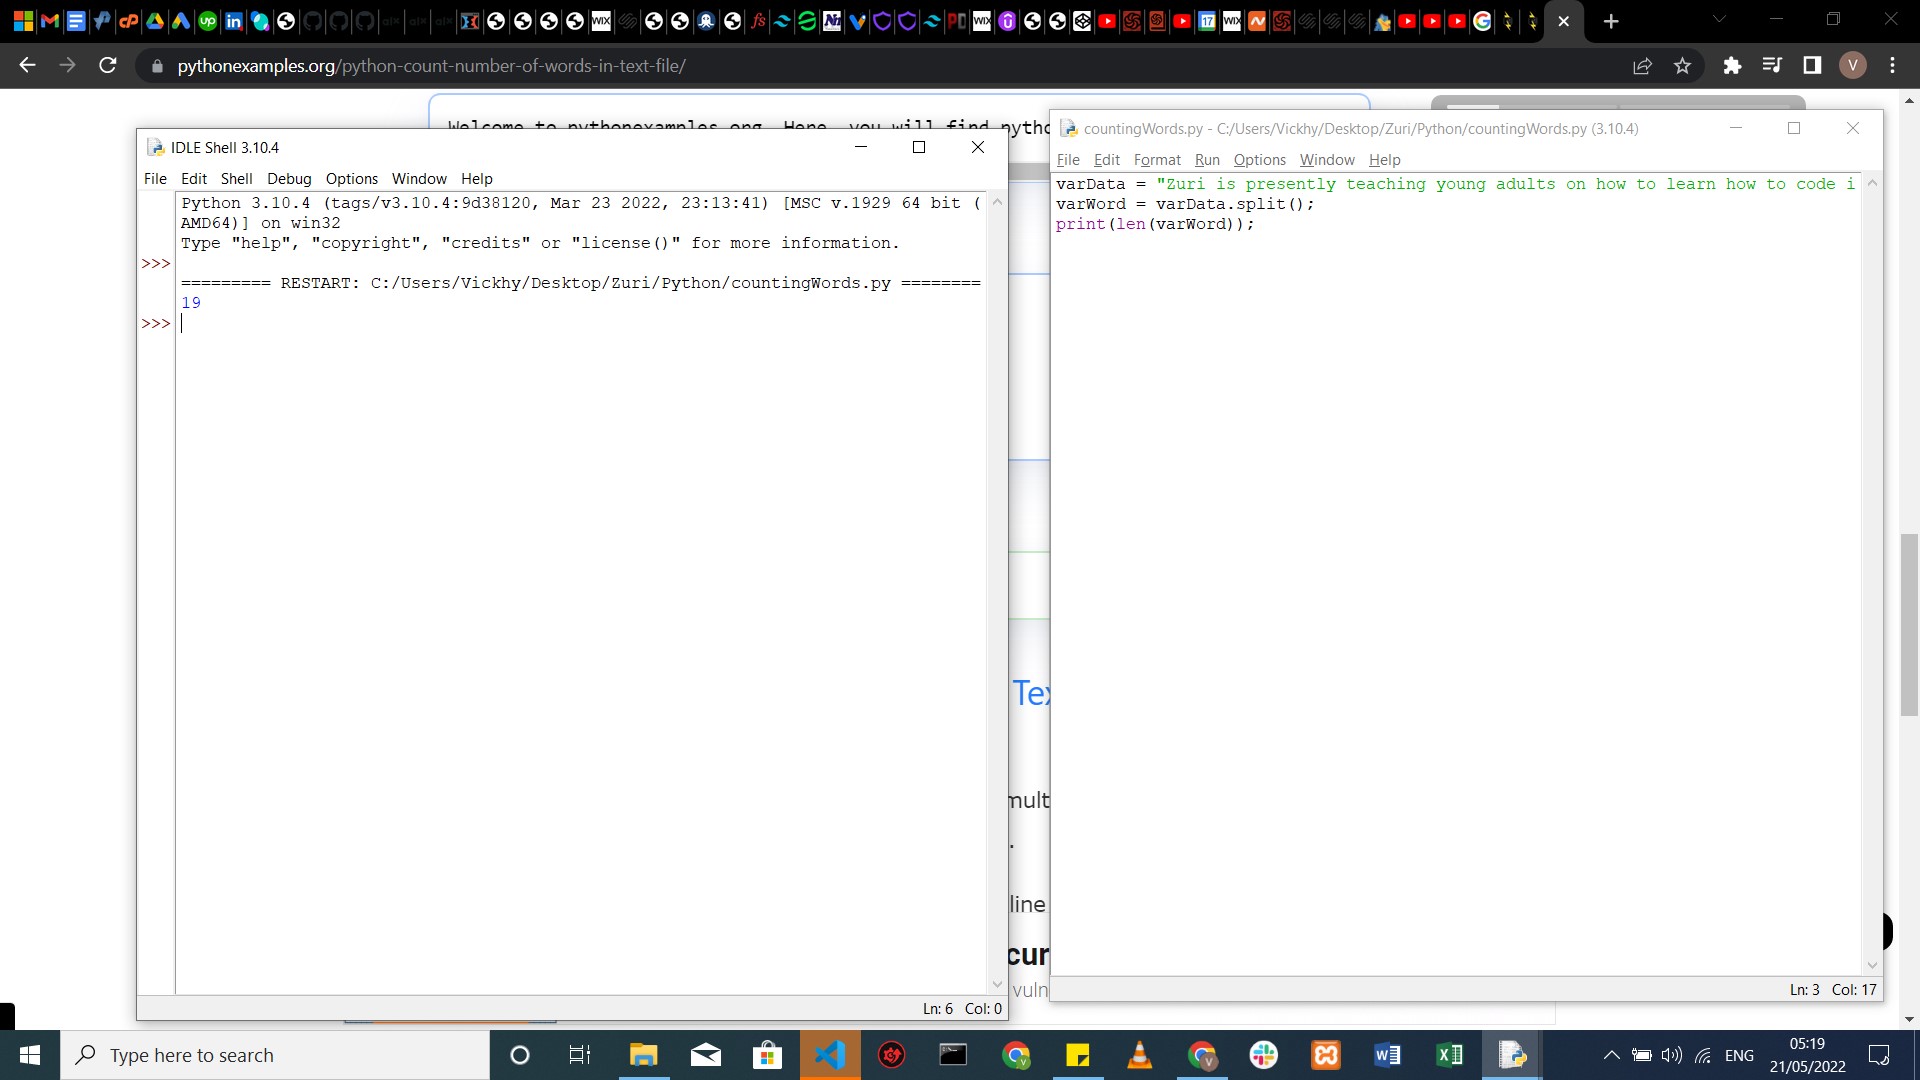 pythonexamples.org/python-count-number-of-words-in-text-file/
V
Welcome to pythonexamples.org. Here, you will find pytho
IDLE Shell 3.10.4
File Edit Shell Debug Options Window Help
Python 3.10.4 (tags/v3.10.4:9d38120, Mar 23 2022, 23:13:41) [MSC v.1929 64 bit (
AMD64)] on win32
Type "help", "copyright", "credits" or "license()" for more information.
>>>
========= RESTART: C:/Users/Vickhy/Desktop/Zuri/Python/countingWords.py ========
19
>>>
Ln: 6 Col: 0
countingWords.py - C:/Users/Vickhy/Desktop/Zuri/Python/countingWords.py (3.10.4)
File Edit Format Run Options Window Help
varData = "Zuri is presently teaching young adults on how to learn how to code i
varWord = varData.split();
print(len(varWord));
Ln: 3 Col: 17
Tex
mult
.
line
cur
vuln
Type here to search
ENG
05:19
21/05/2022